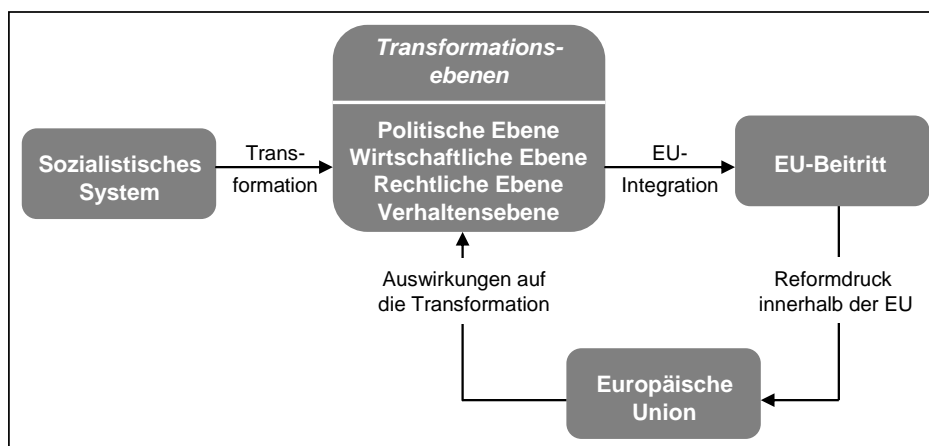 Transformations-
ebenen
Politische Ebene
Wirtschaftliche Ebene
Rechtliche Ebene
Verhaltensebene
Sozialistisches
System
Trans-
formation
EU-
Integration
EU-Beitritt
Auswirkungen auf
die Transformation
Reformdruck
innerhalb der EU
Europäische
Union